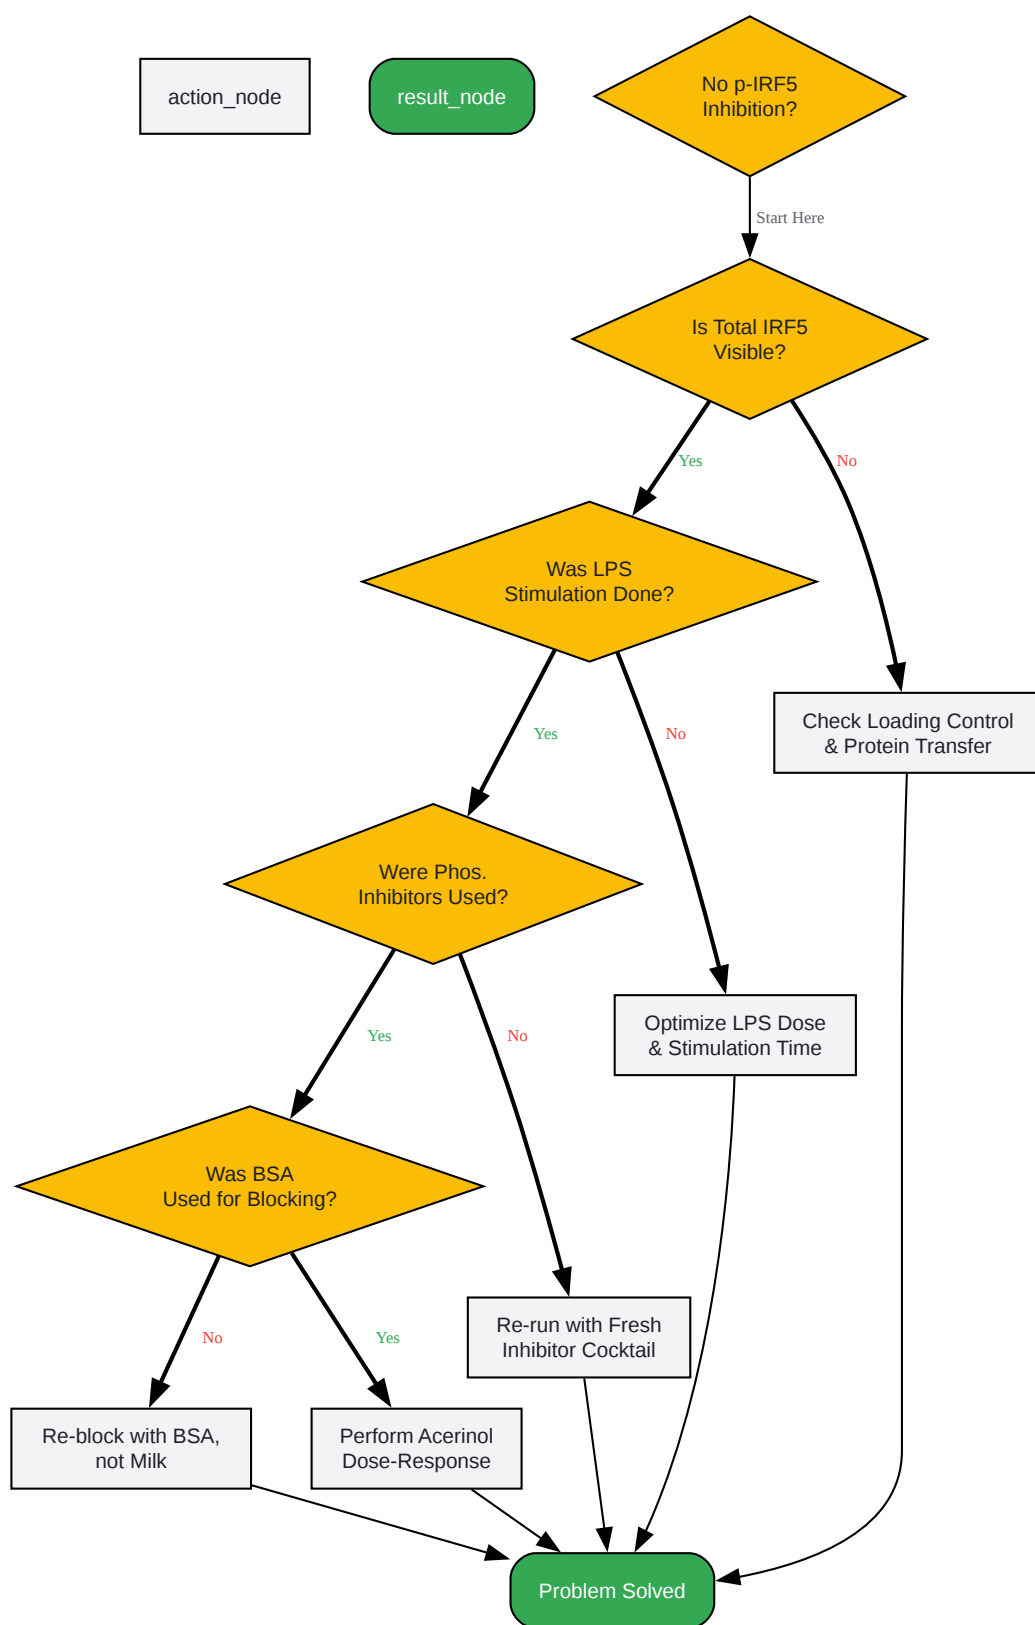 action_node
result_node
No p-IRF5
Inhibition?
Start Here
Is Total IRF5
Visible?
Yes
No
Was LPS
Stimulation Done?
Yes
No
Check Loading Control
& Protein Transfer
Were Phos.
Inhibitors Used?
Yes
No
Optimize LPS Dose
& Stimulation Time
Was BSA
Used for Blocking?
No
Yes
Re-run with Fresh
Inhibitor Cocktail
Re-block with BSA,
not Milk
Perform Acerinol
Dose-Response
Problem Solved